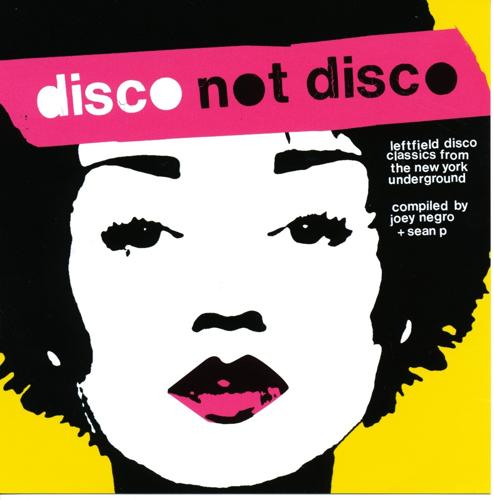 disco not disco
leftfield disco
classics from
the new york
underground
compiled by
joey negro
+ sean p